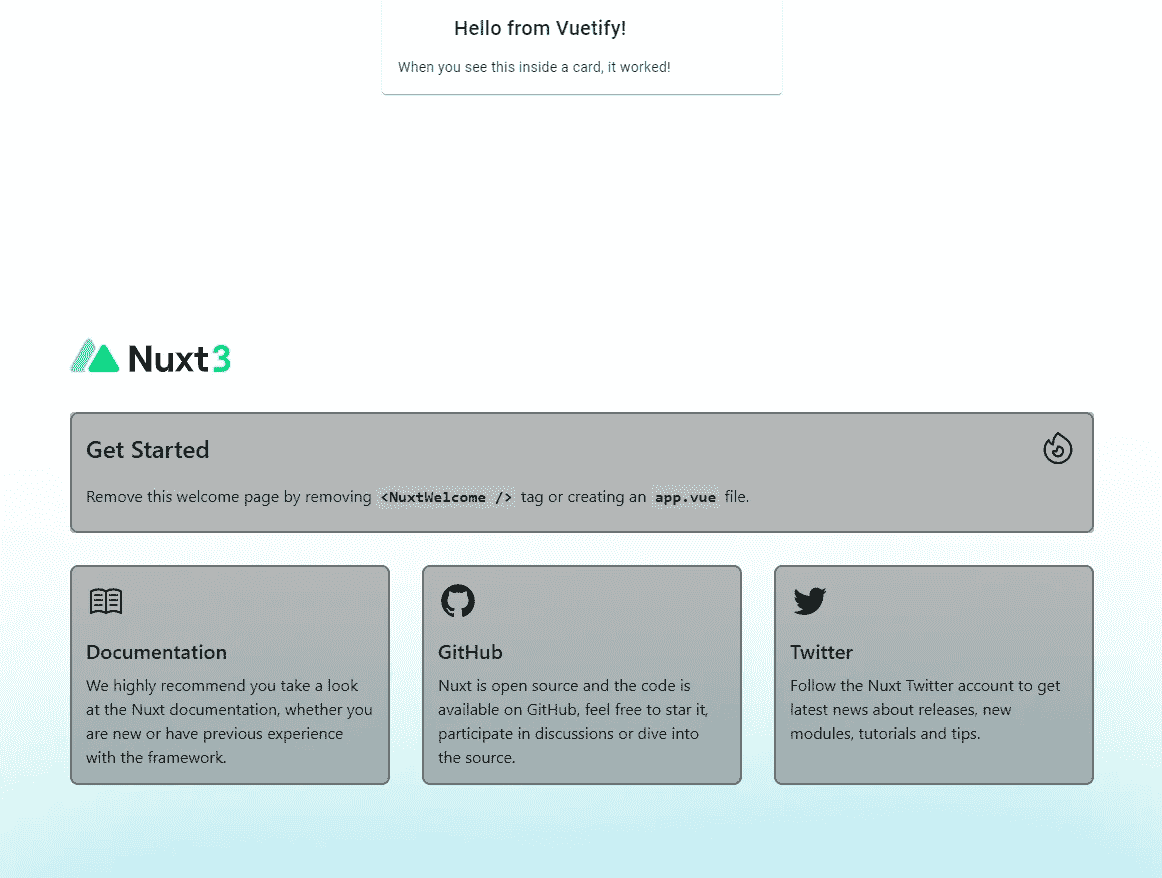 Hello from Vuetify!
When you see this inside a card, it worked!
Nuxt3
Get Started
Remove this welcome page by removing <NuxtWelcome /> tag or creating an app.vue file.
Documentation
We highly recommend you take a look
at the Nuxt documentation, whether you
are new or have previous experience
with the framework.
GitHub
Nuxt is open source and the code is
available on GitHub, feel free to star it,
participate in discussions or dive into
the source.
Twitter
Follow the Nuxt Twitter account to get
latest news about releases, new
modules, tutorials and tips.